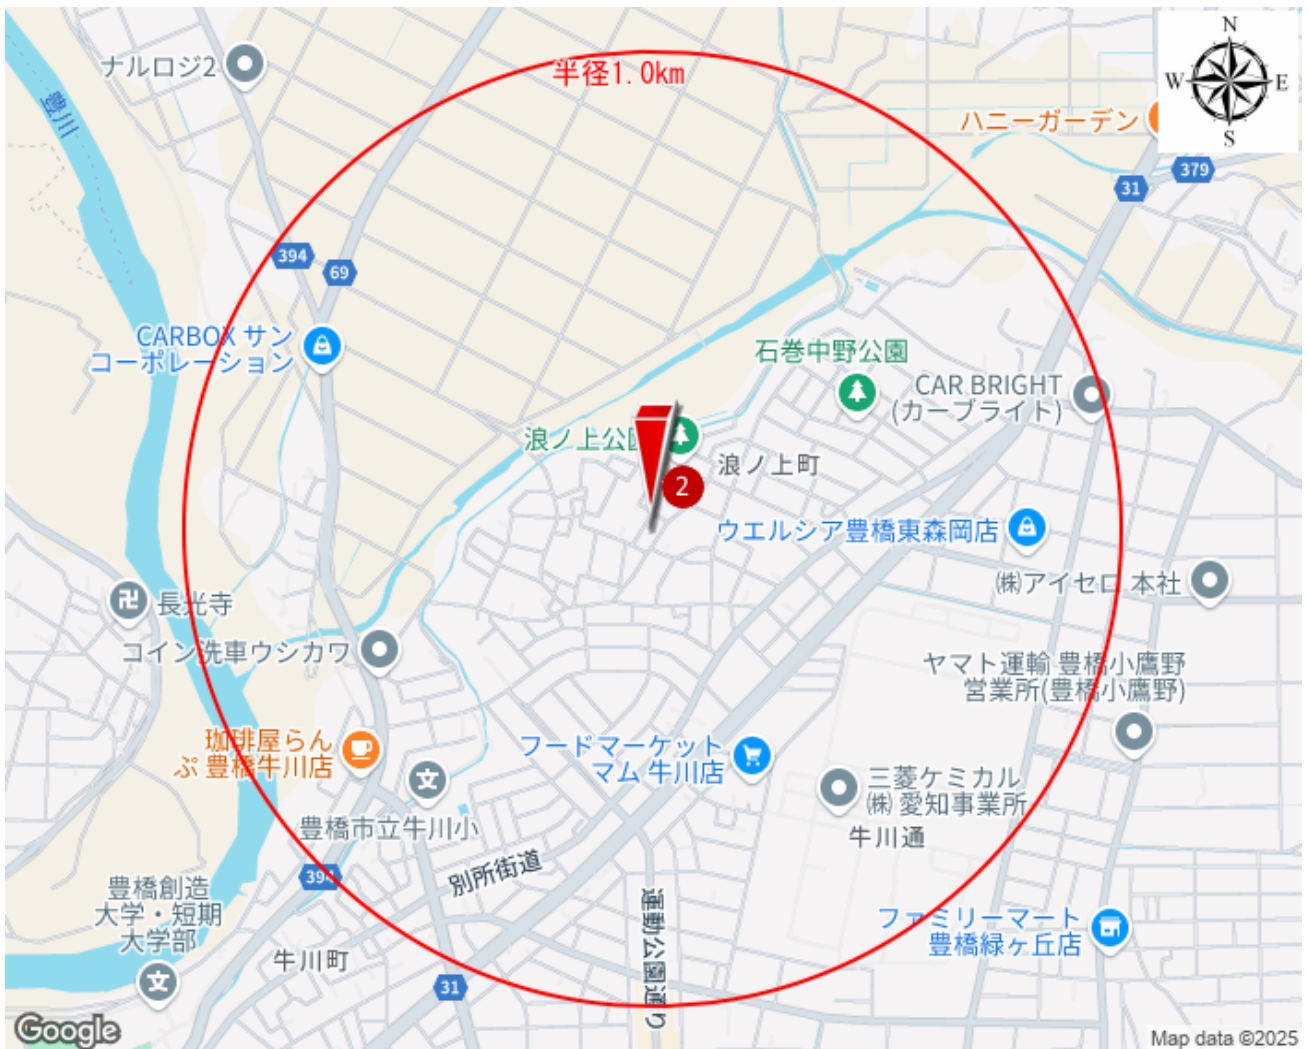 半径1.0km
N
W
E
S
ナルロジ2
豊川
ハニーガーデン
379
31
394
69
CARBOX サン
コーポレーション
石巻中野公園
CAR BRIGHT
(カーブライト)
浪ノ上公園
浪ノ上町
2
ウエルシア豊橋東森岡店
(株)アイセロ 本社
長光寺
コイン洗車ウシカワ
ヤマト運輸 豊橋小鷹野
営業所(豊橋小鷹野)
珈琲屋らん
ぷ 豊橋牛川店
フードマーケット
マム 牛川店
三菱ケミカル
㈱ 愛知事業所
豊橋市立牛川小
牛川通
別所街道
394
豊橋創造
大学・短期
大学部
運動公園通り
ファミリーマート
豊橋緑ヶ丘店
牛川町
31
Google
Map data ©2025